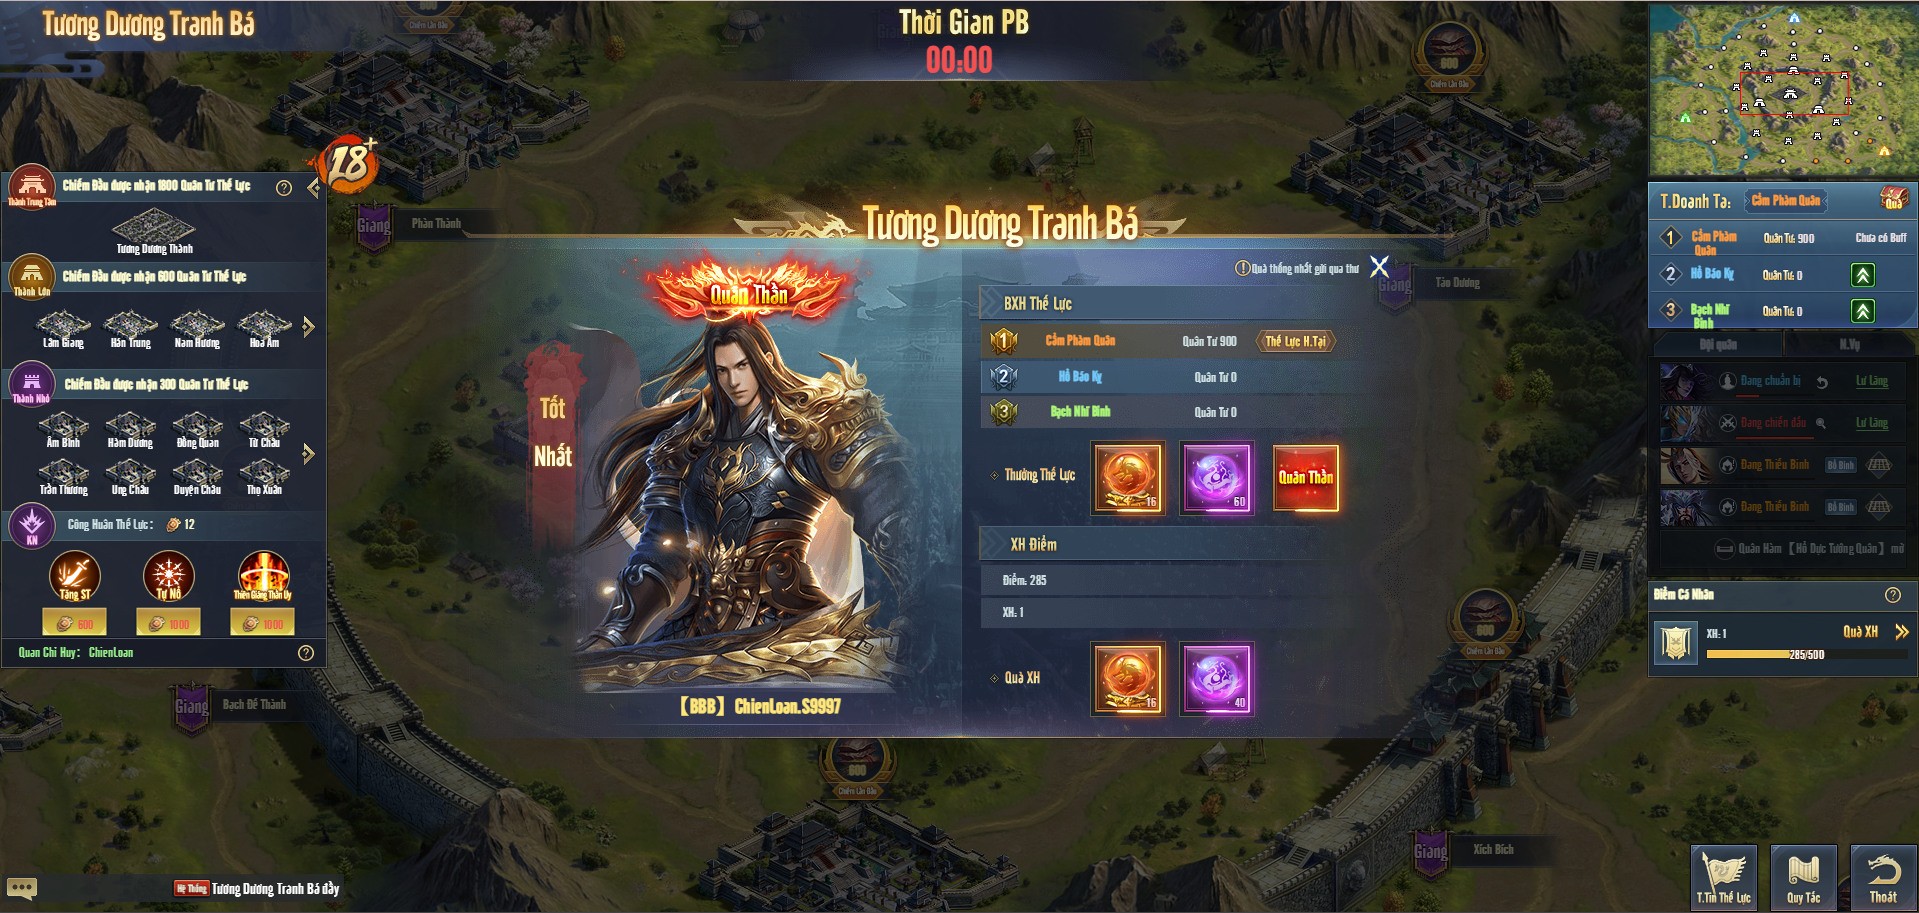 Tương Dương Tranh Bá
Thời Gian PB
00:00
600
Chiếm Lần Đầu
18+
Thành Trung Tâm
Chiếm Đầu được nhận 1800 Quân Tư Thế Lực
Tương Dương Thành
Thành Lớn
Chiếm Đầu được nhận 600 Quân Tư Thế Lực
Lâm Giang
Hán Trung
Nam Hương
Hoa Âm
Thành Nhỏ
Chiếm Đầu được nhận 300 Quân Tư Thế Lực
Âm Bình
Hàm Dương
Đồng Quan
Từ Châu
Trần Thương
Ung Châu
Duyện Châu
Thọ Xuân
KN
Công Huân Thế Lực: 12
Tăng ST
Tự Nổ
Thiên Giáng Thần Uy
600
1000
1000
Quan Chỉ Huy: ChienLoan
Giang
Phàn Thành
Giang
Tảo Dương
Giang
Bạch Đế Thành
Giang
Xích Bích
600
Chiếm Lần Đầu
600
Chiếm Lần Đầu
Tương Dương Tranh Bá
Quà thống nhất gửi qua thư
Quân Thần
Tốt
Nhất
【BBB】 ChienLoan.S9997
BXH Thế Lực
1
Cẩm Phàm Quân
Quân Tư 900
Thế Lực H.Tại
2
Hổ Báo Kỵ
Quân Tư 0
3
Bạch Nhĩ Binh
Quân Tư 0
Thưởng Thế Lực
16
60
Quân Thần
XH Điểm
Điểm: 285
XH: 1
Quà XH
16
40
T.Doanh Ta:
Cẩm Phàm Quân
Quà
1
Cẩm Phàm
Quân
Quân Tư: 900
Chưa có Buff
2
Hổ Báo Kỵ
Quân Tư: 0
3
Bạch Nhĩ
Binh
Quân Tư: 0
Đội quân
N.Vụ
Đang chuẩn bị
Lư Lăng
Đang chiến đấu
Lư Lăng
Đang Thiếu Binh
Bổ Binh
Đang Thiếu Binh
Bổ Binh
Quân Hàm 【Hổ Dực Tướng Quân】 mở
Điểm Cá Nhân
XH: 1
Quà XH
285/500
Hệ Thống
Tương Dương Tranh Bá đầy
T.Tin Thế Lực
Quy Tắc
Thoát